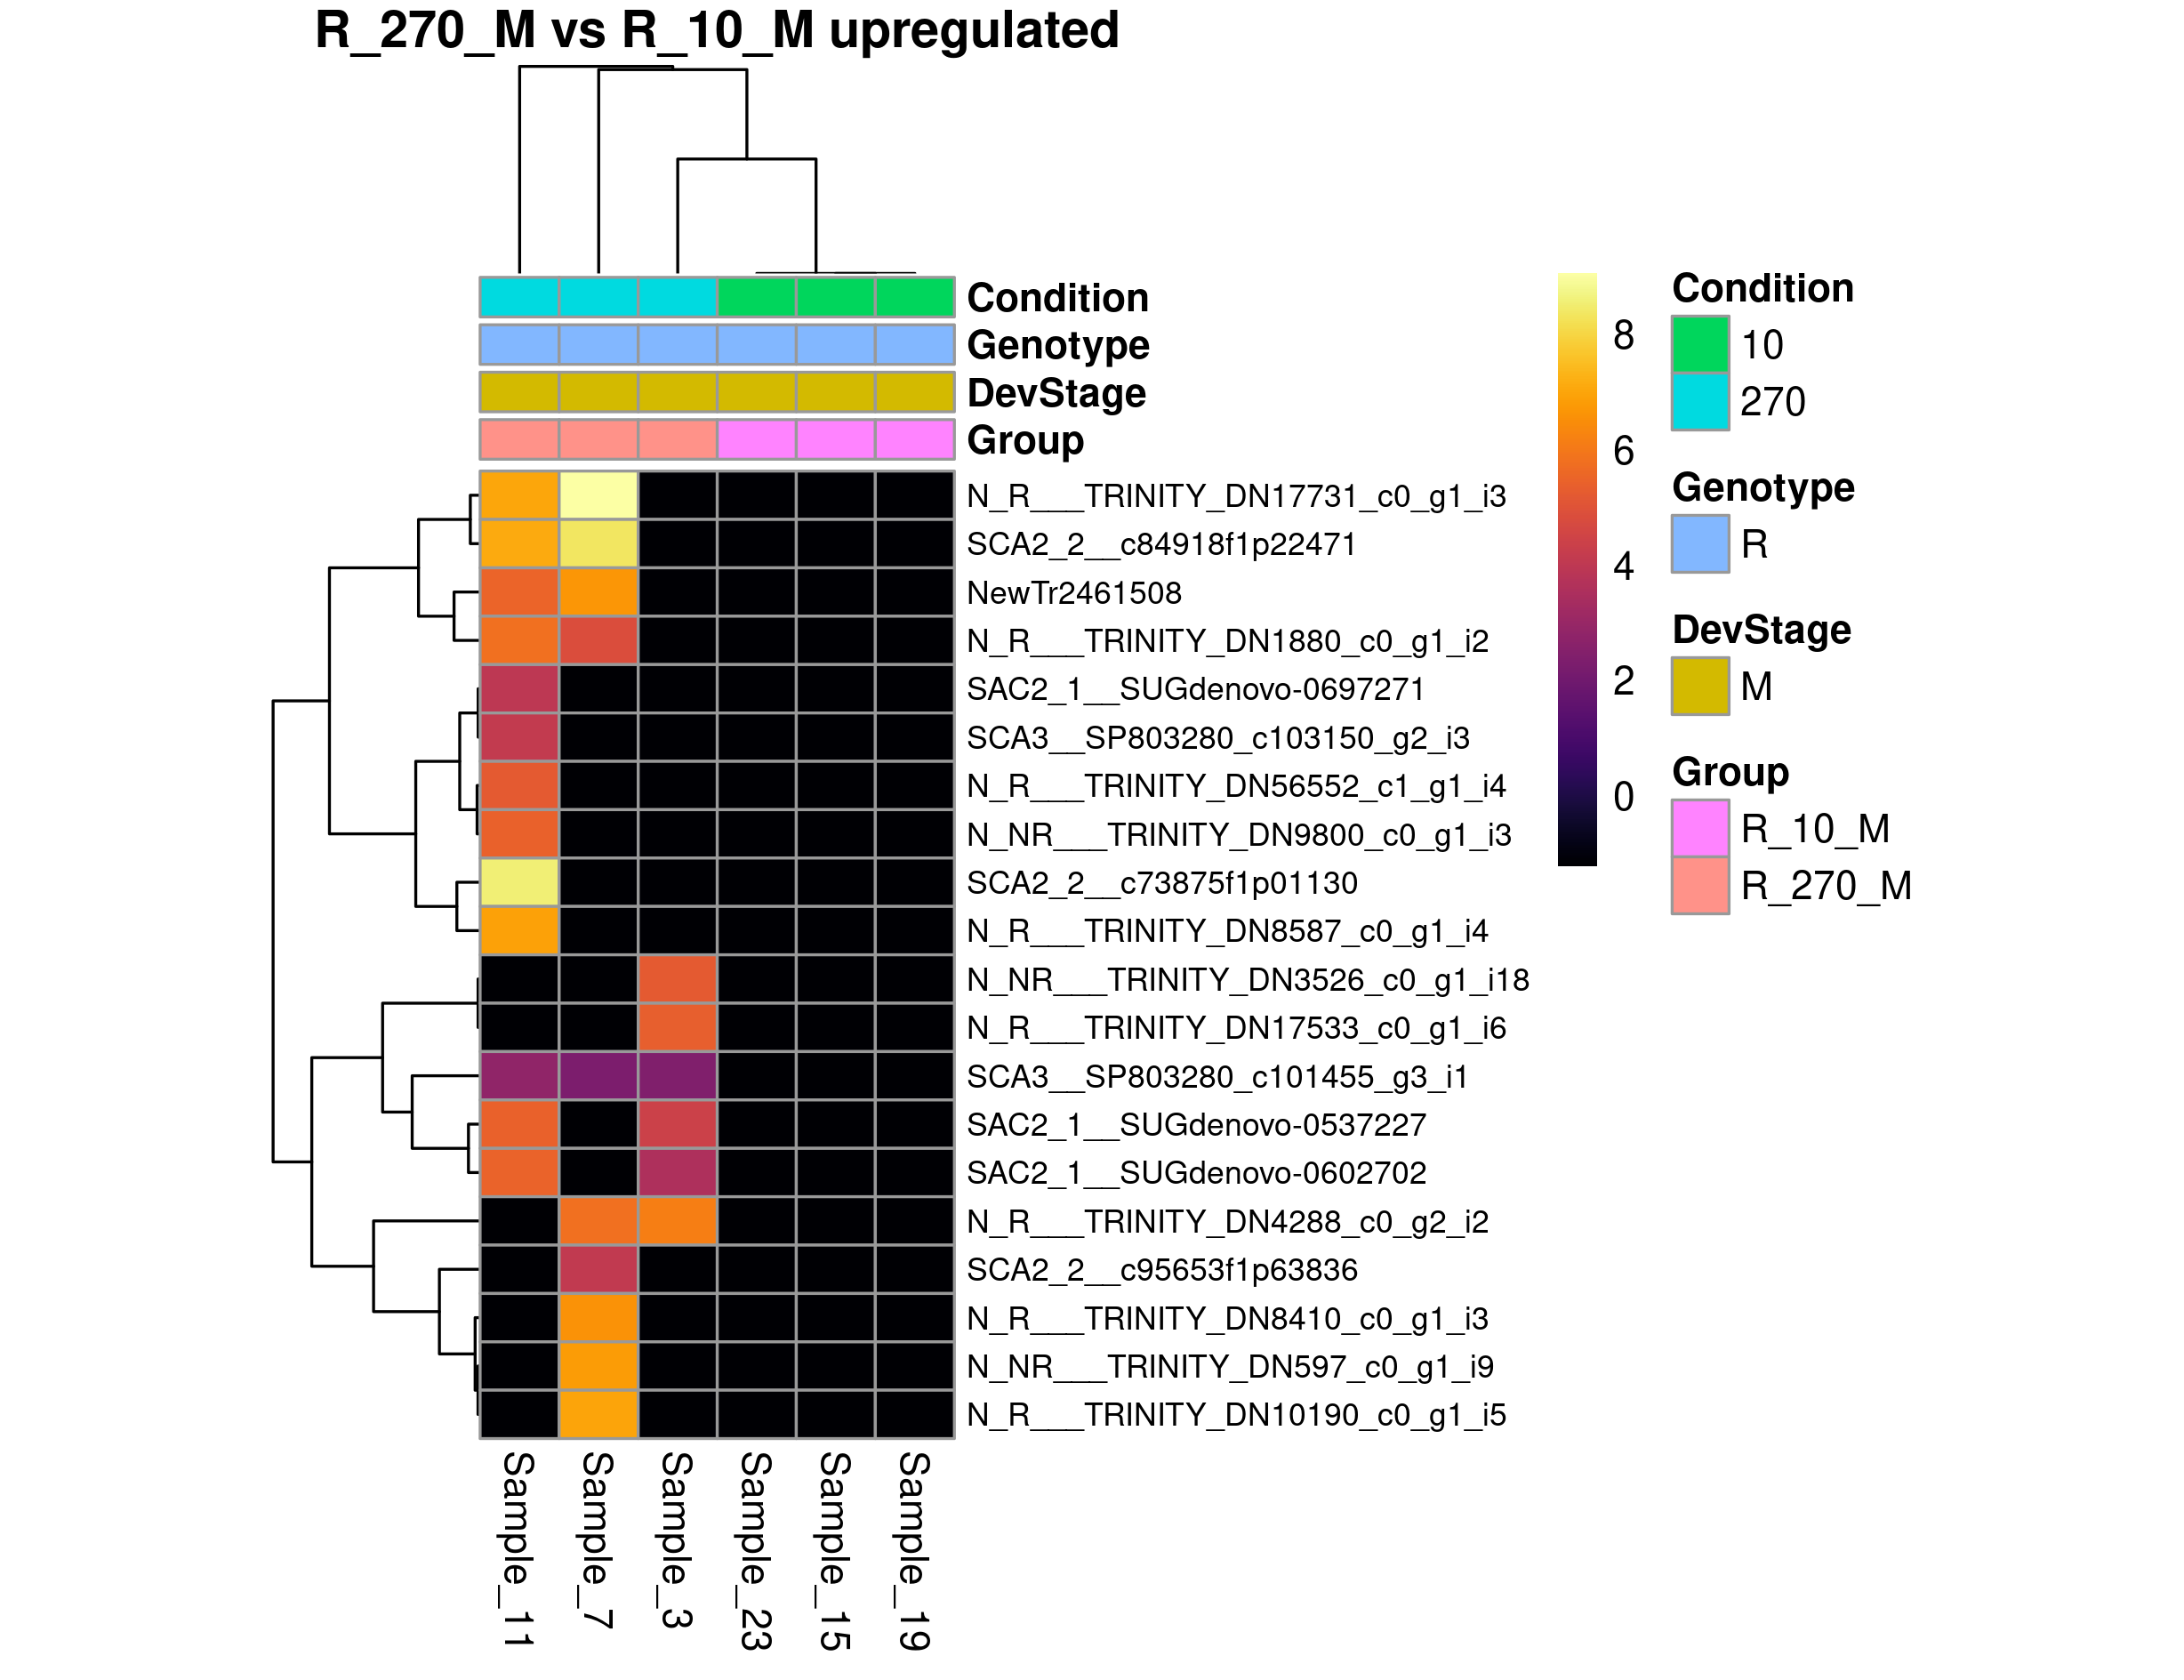 R_270_M vs R_10_M upregulated
Condition
Genotype
DevStage
Group
N_R___TRINITY_DN17731_c0_g1_i3
SCA2_2__c84918f1p22471
NewTr2461508
N_R___TRINITY_DN1880_c0_g1_i2
SAC2_1__SUGdenovo-0697271
SCA3__SP803280_c103150_g2_i3
N_R___TRINITY_DN56552_c1_g1_i4
N_NR___TRINITY_DN9800_c0_g1_i3
SCA2_2__c73875f1p01130
N_R___TRINITY_DN8587_c0_g1_i4
N_NR___TRINITY_DN3526_c0_g1_i18
N_R___TRINITY_DN17533_c0_g1_i6
SCA3__SP803280_c101455_g3_i1
SAC2_1__SUGdenovo-0537227
SAC2_1__SUGdenovo-0602702
N_R___TRINITY_DN4288_c0_g2_i2
SCA2_2__c95653f1p63836
N_R___TRINITY_DN8410_c0_g1_i3
N_NR___TRINITY_DN597_c0_g1_i9
N_R___TRINITY_DN10190_c0_g1_i5
Sample_11
Sample_7
Sample_3
Sample_23
Sample_15
Sample_19
8
6
4
2
0
Condition
10
270
Genotype
R
DevStage
M
Group
R_10_M
R_270_M